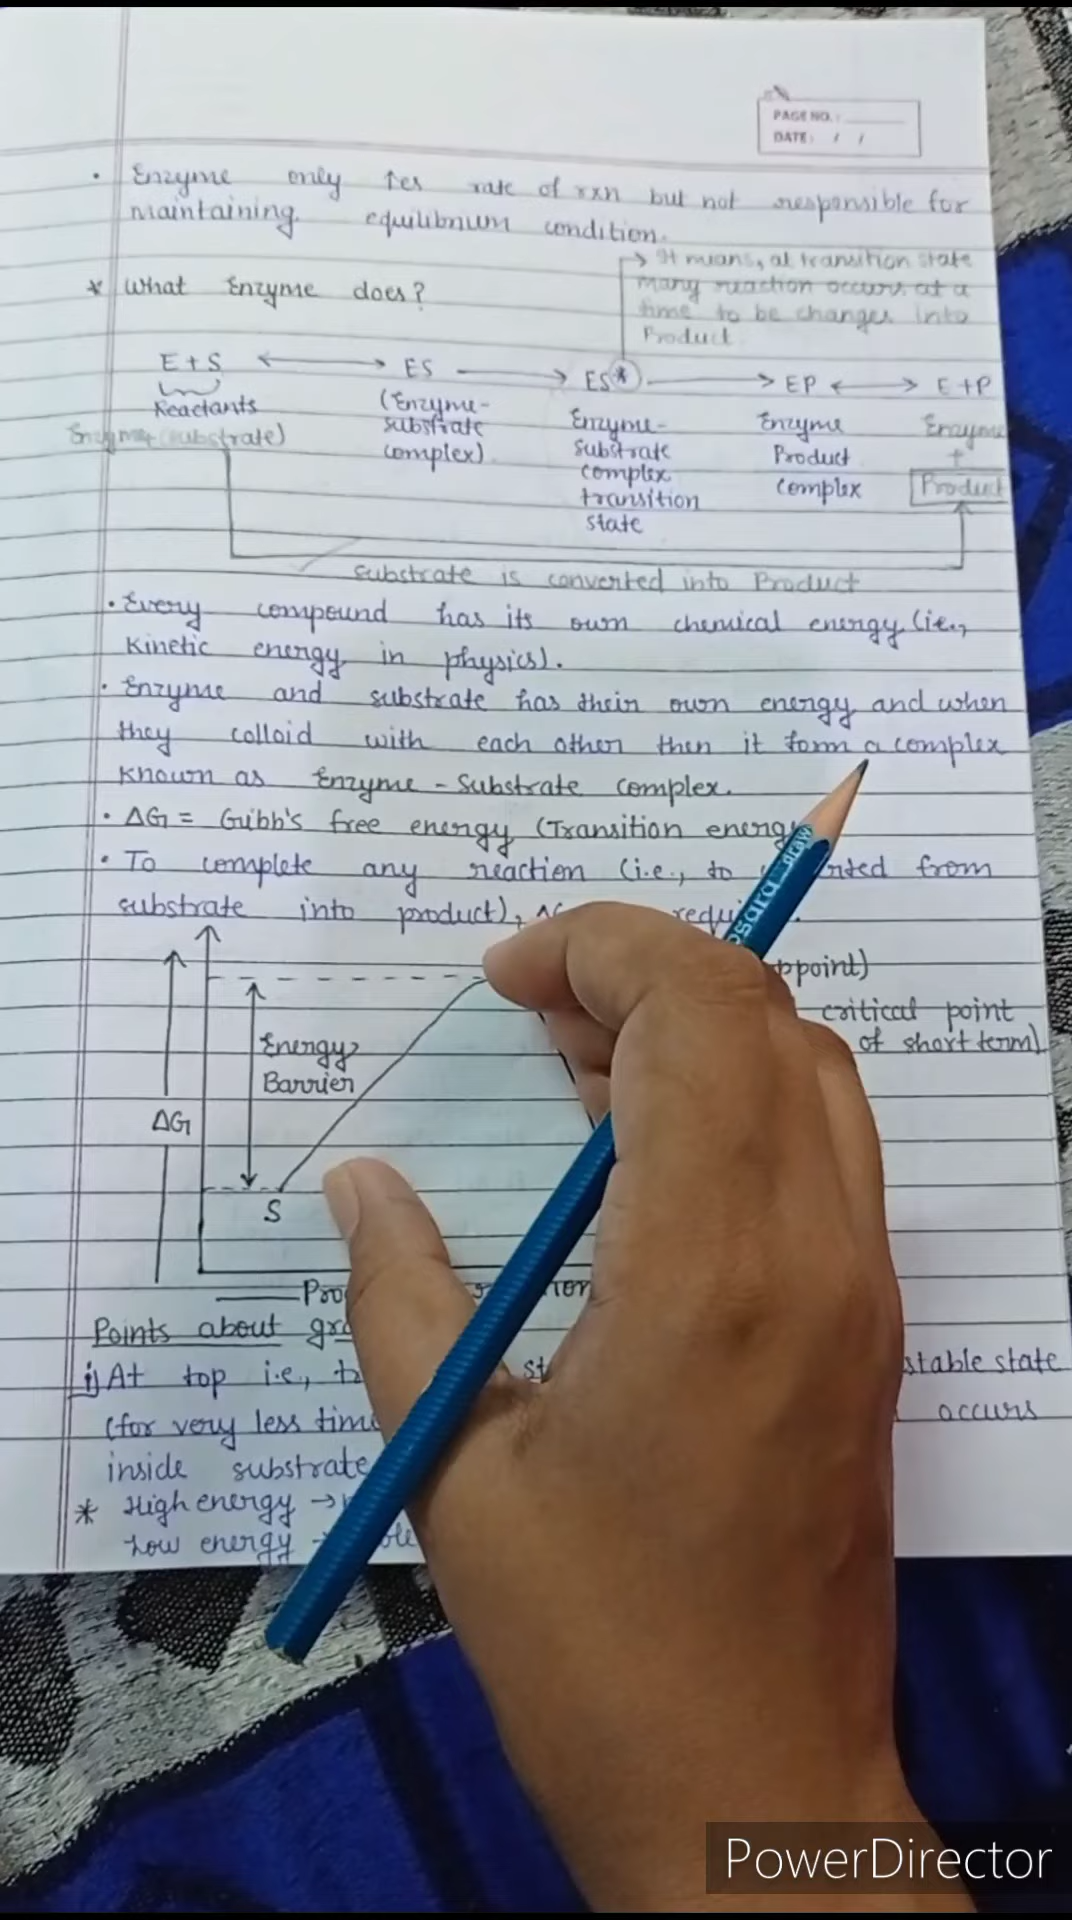 PAGE NO.:
DATE: / /
• Enzyme only ↑es rate of rxn but not responsible for
maintaining equilibrium condition.
→ It means, at transition state
many reaction occurs at a
time to be changes into
Product.
* What Enzyme does?
E + S ⟷ ES → ES* → EP ⟷ E+P
Reactants
Enzyme+(substrate)
(Enzyme-
substrate
complex)
Enzyme-
Substrate
complex
transition
state
Enzyme
Product
complex
Enzyme
+
Product
Substrate is converted into Product
• Every compound has its own chemical energy (i.e.,
Kinetic energy in physics).
• Enzyme and substrate has their own energy and when
they colloid with each other then it form a complex
known as Enzyme - Substrate complex.
• ΔG = Gibb's free energy (Transition energy
• To complete any reaction (i.e., to from
substrate into product),
point)
critical point
of short term)
Energy
Barrier
ΔG
S
Points about
i) At top i.e., stable state
(for very less time occurs
inside substrate
* High energy →
Low energy →
osara draw
PowerDirector